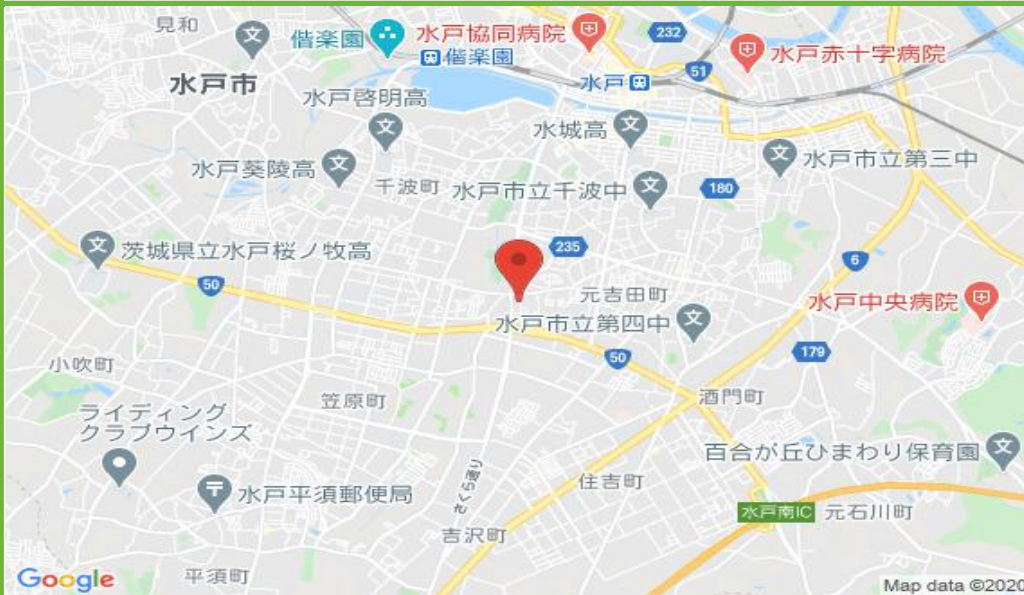 見和
偕楽園
水戸協同病院
232
水戸赤十字病院
偕楽園
51
水戸市
水戸
水戸啓明高
水城高
水戸葵陵高
千波町
水戸市立千波中
180
水戸市立第三中
茨城県立水戸桜ノ牧高
235
6
50
元吉田町
水戸中央病院
水戸市立第四中
50
179
小吹町
笠原町
酒門町
ライディング
クラブウインズ
百合が丘ひまわり保育園
水戸平須郵便局
さくら通り
住吉町
水戸南IC
元石川町
吉沢町
平須町
Google
Map data ©2020